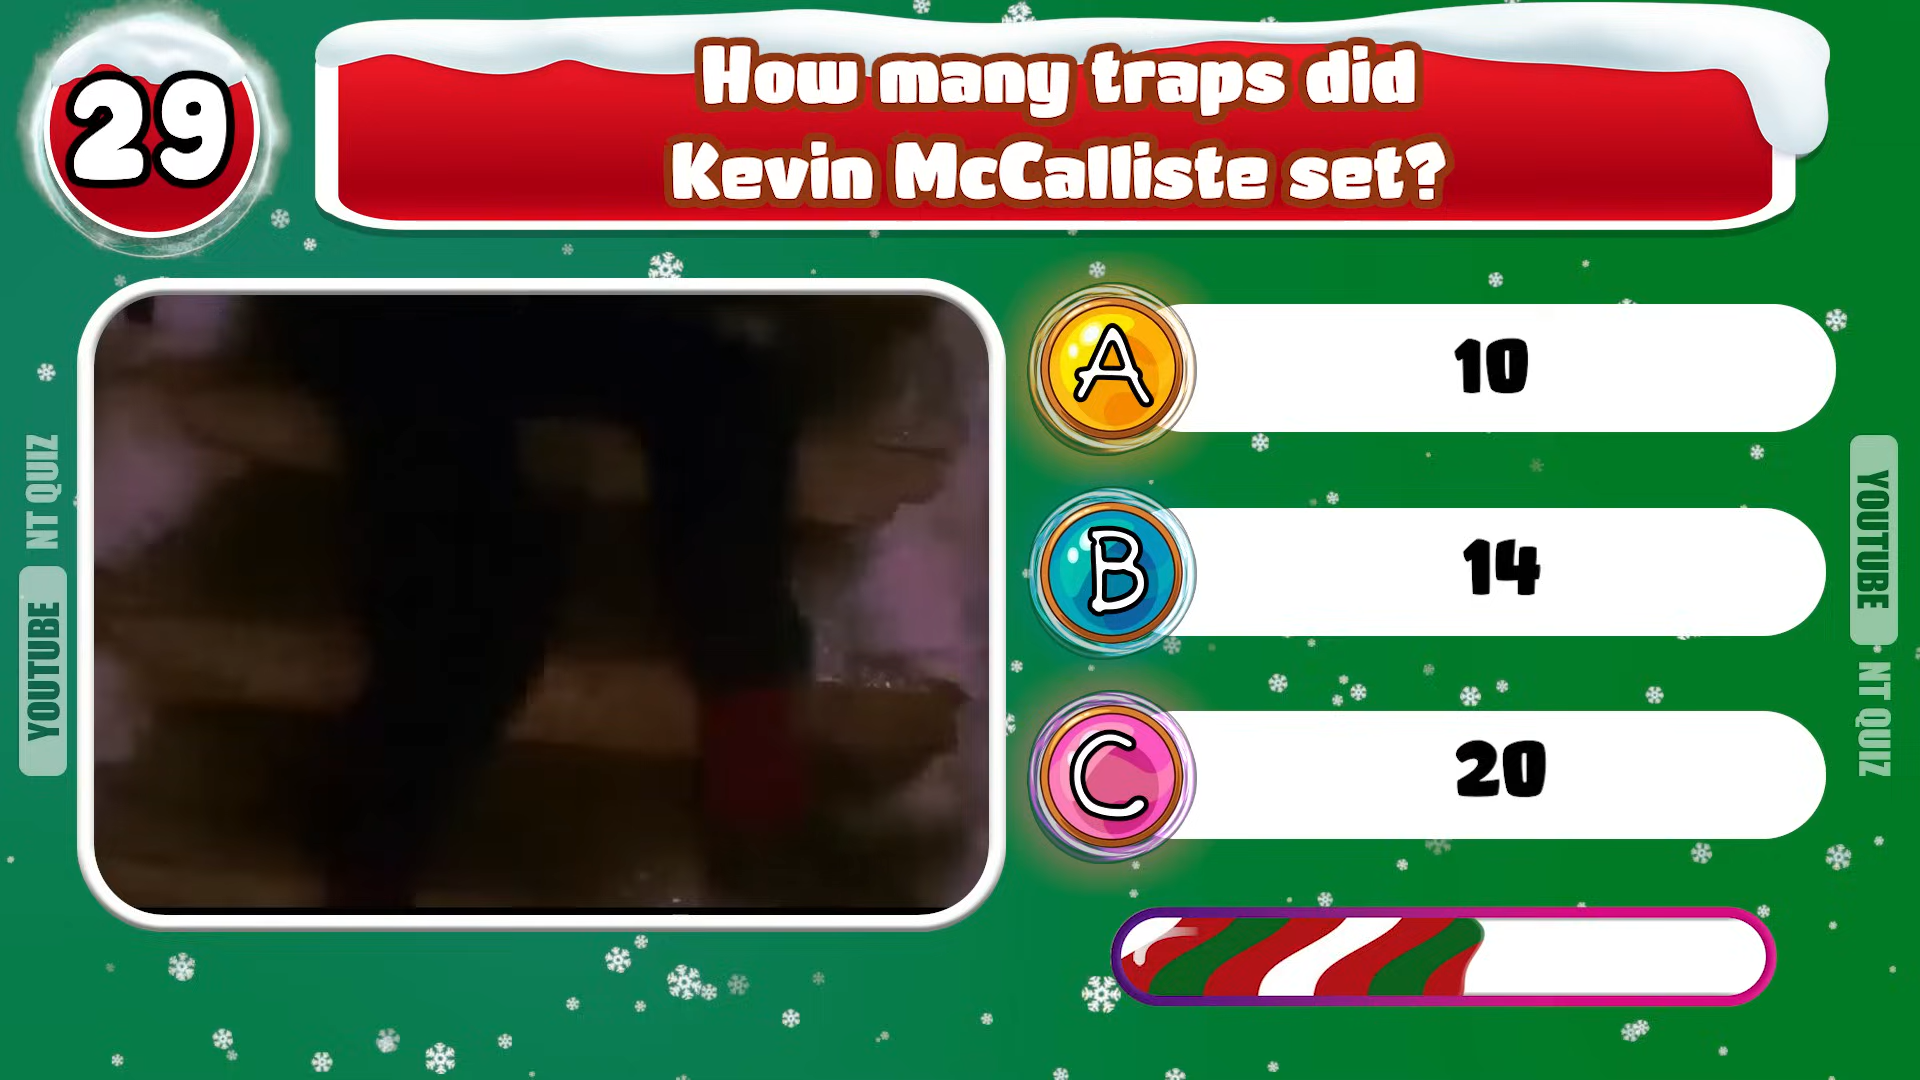 29
How many traps did
Kevin McCalliste set?
A 10
B 14
C 20
YOUTUBE NT QUIZ
YOUTUBE NT QUIZ